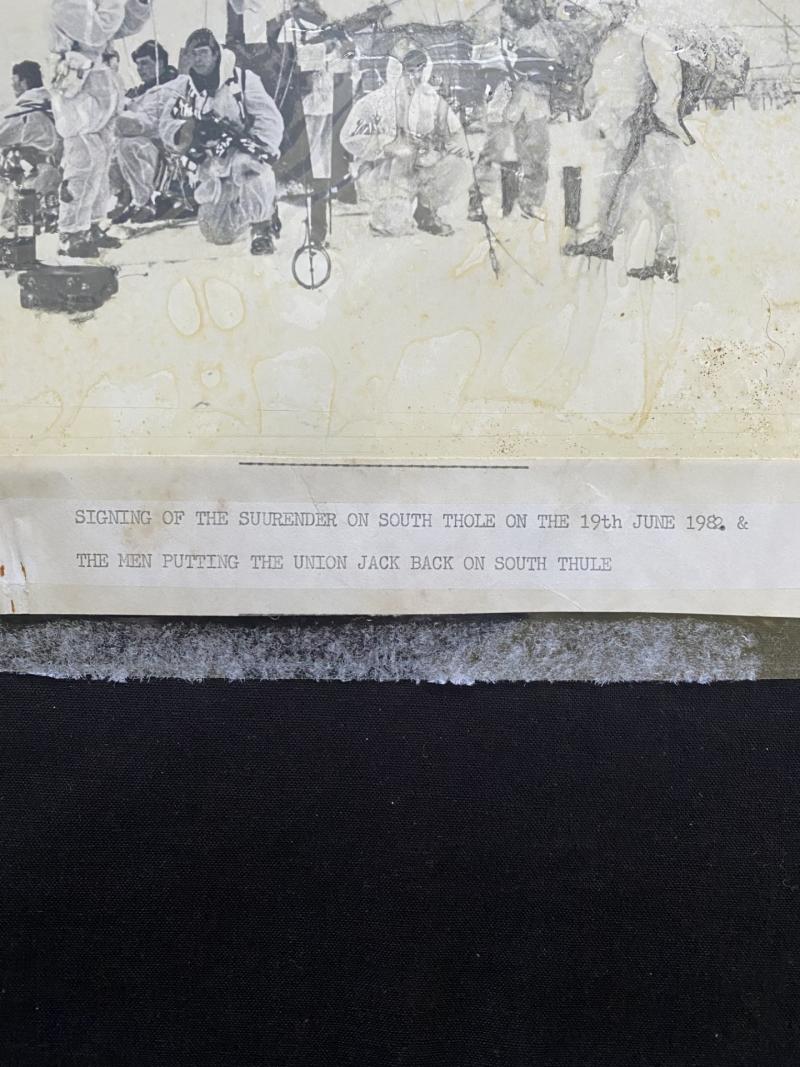 SIGNING OF THE SUURENDER ON SOUTH THOLE ON THE 19th JUNE 1982. &
THE MEN PUTTING THE UNION JACK BACK ON SOUTH THULE